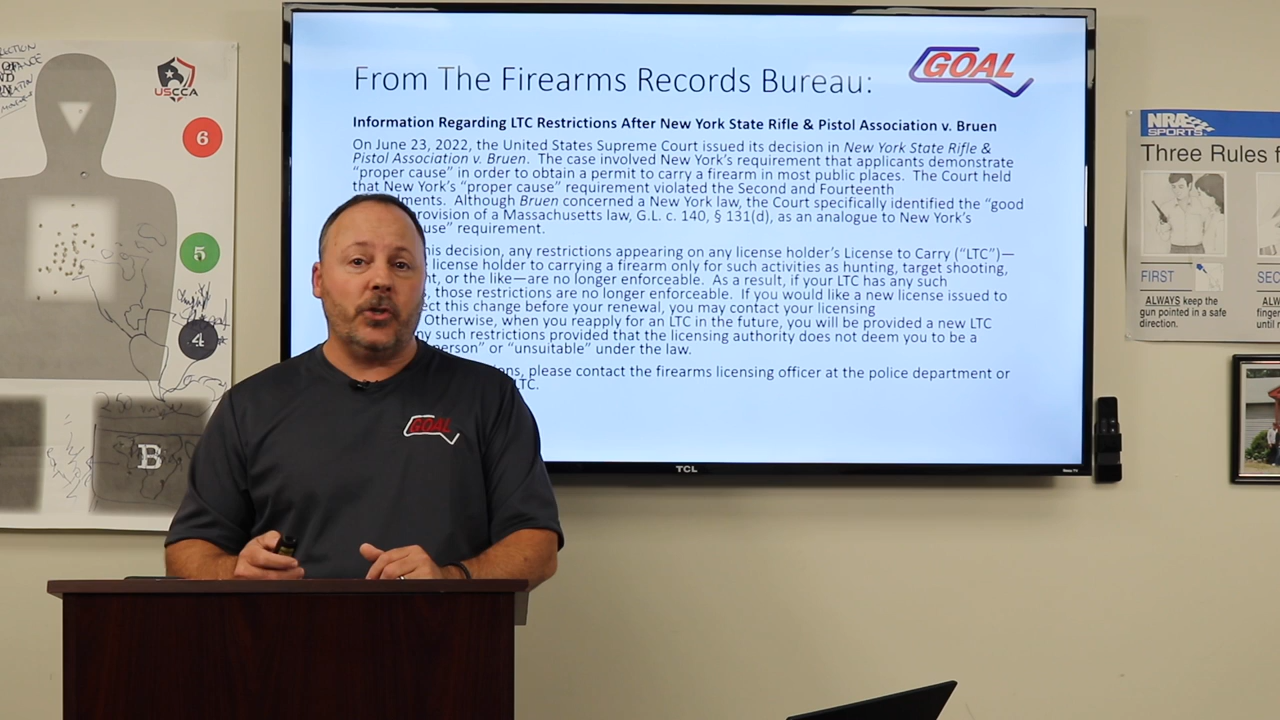 USCCA
6
5
4
B
From The Firearms Records Bureau:
GOAL
Information Regarding LTC Restrictions After New York State Rifle & Pistol Association v. Bruen
On June 23, 2022, the United States Supreme Court issued its decision in New York State Rifle &
Pistol Association v. Bruen. The case involved New York's requirement that applicants demonstrate
"proper cause" in order to obtain a permit to carry a firearm in most public places. The Court held
that New York's "proper cause" requirement violated the Second and Fourteenth
dments. Although Bruen concerned a New York law, the Court specifically identified the "good
provision of a Massachusetts law, G.L. c. 140, § 131(d), as an analogue to New York's
use" requirement.
his decision, any restrictions appearing on any license holder's License to Carry ("LTC")—
license holder to carrying a firearm only for such activities as hunting, target shooting,
t, or the like—are no longer enforceable. As a result, if your LTC has any such
, those restrictions are no longer enforceable. If you would like a new license issued to
ect this change before your renewal, you may contact your licensing
Otherwise, when you reapply for an LTC in the future, you will be provided a new LTC
ny such restrictions provided that the licensing authority does not deem you to be a
erson" or "unsuitable" under the law.
ons, please contact the firearms licensing officer at the police department or
LTC.
TCL
GOAL
NRA
SPORTS
Three Rules f
FIRST
SEC
ALWAYS keep the
gun pointed in a safe
direction.
ALW
finger
until r